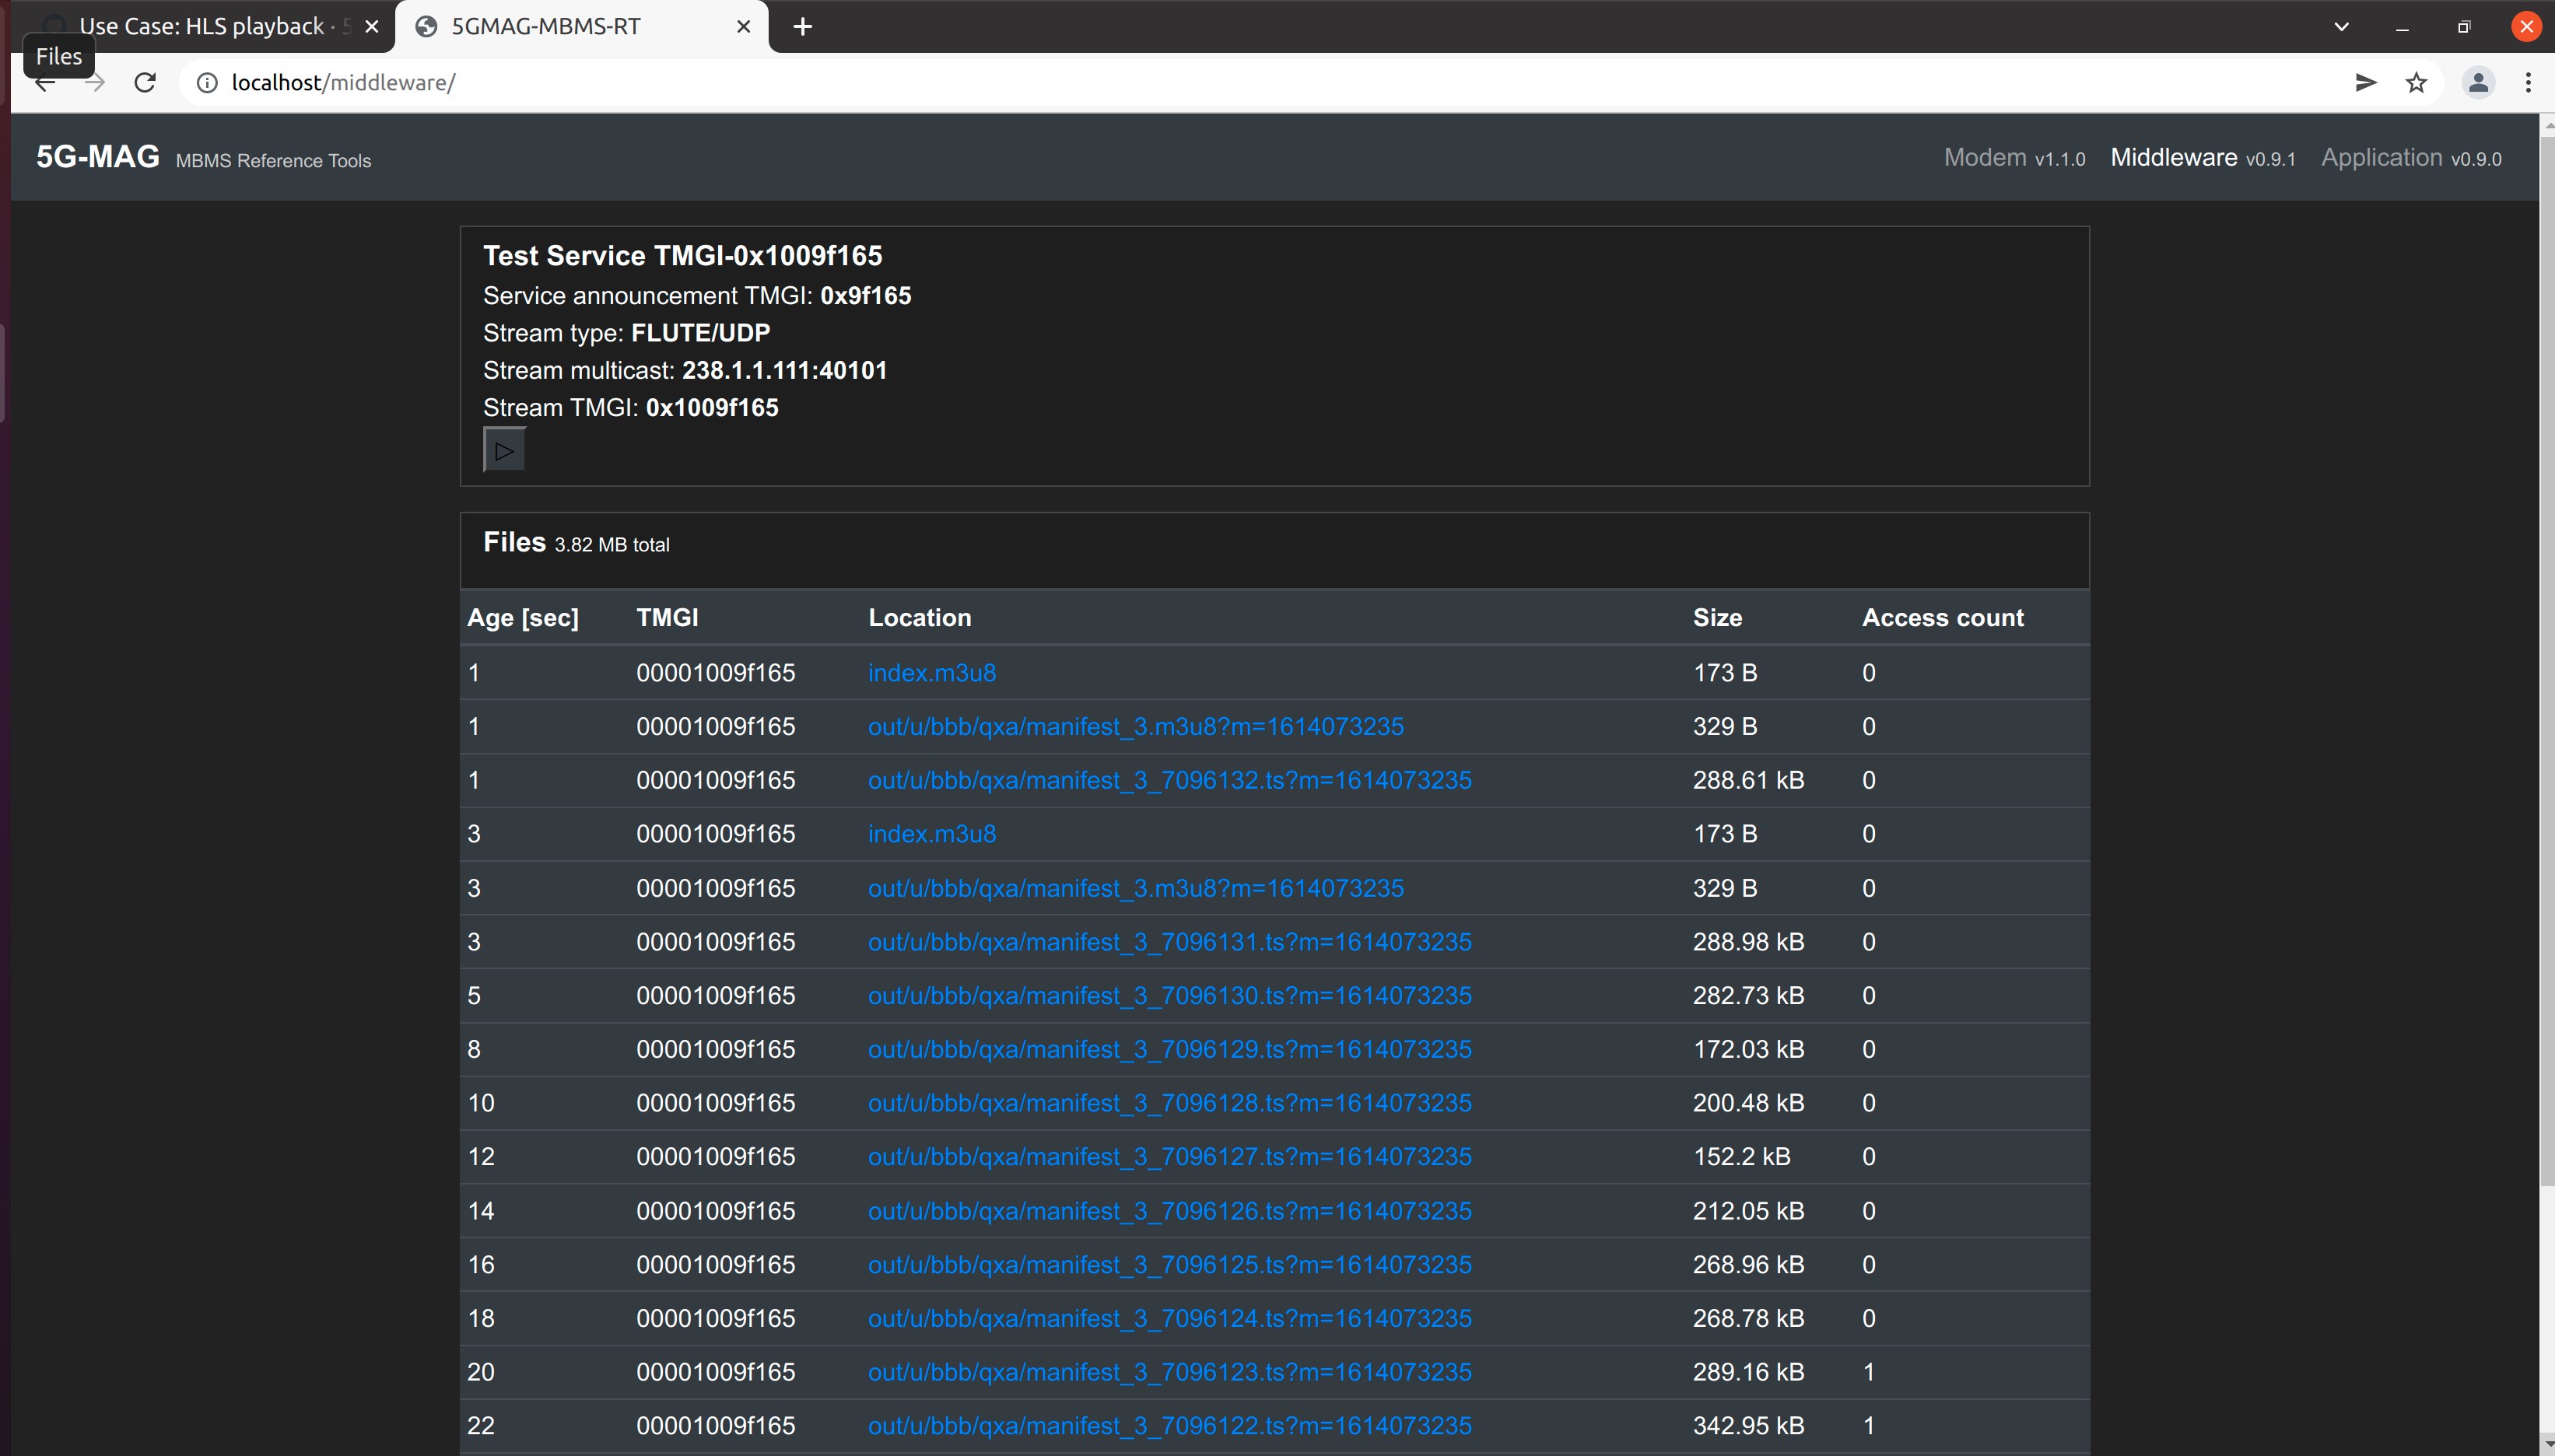 Use Case: HLS playback · 5
5GMAG-MBMS-RT
Files
localhost/middleware/
5G-MAG MBMS Reference Tools
Modem v1.1.0 Middleware v0.9.1 Application v0.9.0
Test Service TMGI-0x1009f165
Service announcement TMGI: 0x9f165
Stream type: FLUTE/UDP
Stream multicast: 238.1.1.111:40101
Stream TMGI: 0x1009f165
Files 3.82 MB total
Age [sec] TMGI Location Size Access count
1 00001009f165 index.m3u8 173 B 0
1 00001009f165 out/u/bbb/qxa/manifest_3.m3u8?m=1614073235 329 B 0
1 00001009f165 out/u/bbb/qxa/manifest_3_7096132.ts?m=1614073235 288.61 kB 0
3 00001009f165 index.m3u8 173 B 0
3 00001009f165 out/u/bbb/qxa/manifest_3.m3u8?m=1614073235 329 B 0
3 00001009f165 out/u/bbb/qxa/manifest_3_7096131.ts?m=1614073235 288.98 kB 0
5 00001009f165 out/u/bbb/qxa/manifest_3_7096130.ts?m=1614073235 282.73 kB 0
8 00001009f165 out/u/bbb/qxa/manifest_3_7096129.ts?m=1614073235 172.03 kB 0
10 00001009f165 out/u/bbb/qxa/manifest_3_7096128.ts?m=1614073235 200.48 kB 0
12 00001009f165 out/u/bbb/qxa/manifest_3_7096127.ts?m=1614073235 152.2 kB 0
14 00001009f165 out/u/bbb/qxa/manifest_3_7096126.ts?m=1614073235 212.05 kB 0
16 00001009f165 out/u/bbb/qxa/manifest_3_7096125.ts?m=1614073235 268.96 kB 0
18 00001009f165 out/u/bbb/qxa/manifest_3_7096124.ts?m=1614073235 268.78 kB 0
20 00001009f165 out/u/bbb/qxa/manifest_3_7096123.ts?m=1614073235 289.16 kB 1
22 00001009f165 out/u/bbb/qxa/manifest_3_7096122.ts?m=1614073235 342.95 kB 1